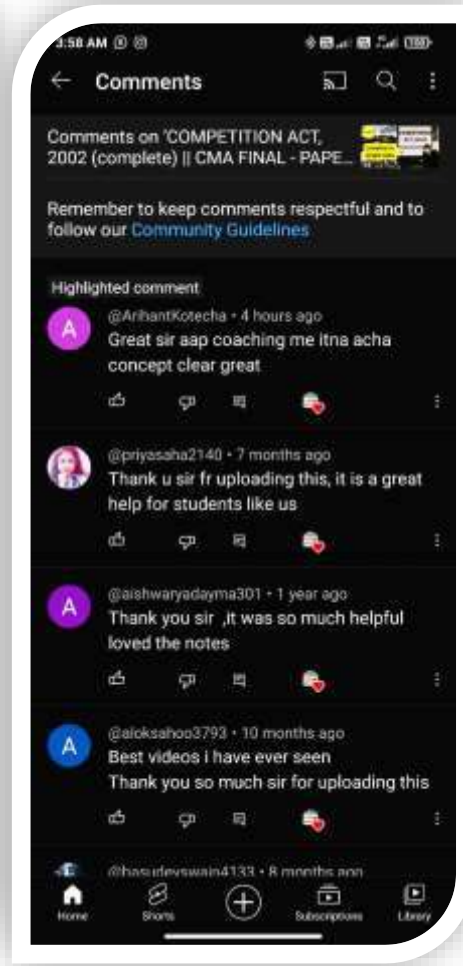 3:58 AM
Comments
Comments on 'COMPETITION ACT,
2002 (complete) || CMA FINAL - PAPE...
Remember to keep comments respectful and to
follow our Community Guidelines
Highlighted comment
A
@ArihantKotecha • 4 hours ago
Great sir aap coaching me itna acha
concept clear great
@priyasaha2140 • 7 months ago
Thank u sir fr uploading this, it is a great
help for students like us
A
@aishwaryadayma301 • 1 year ago
Thank you sir ,it was so much helpful
loved the notes
A
@aloksahoo3793 • 10 months ago
Best videos i have ever seen
Thank you so much sir for uploading this
@basudevswain4133 • 8 months ago
Home
Shorts
Subscriptions
Library